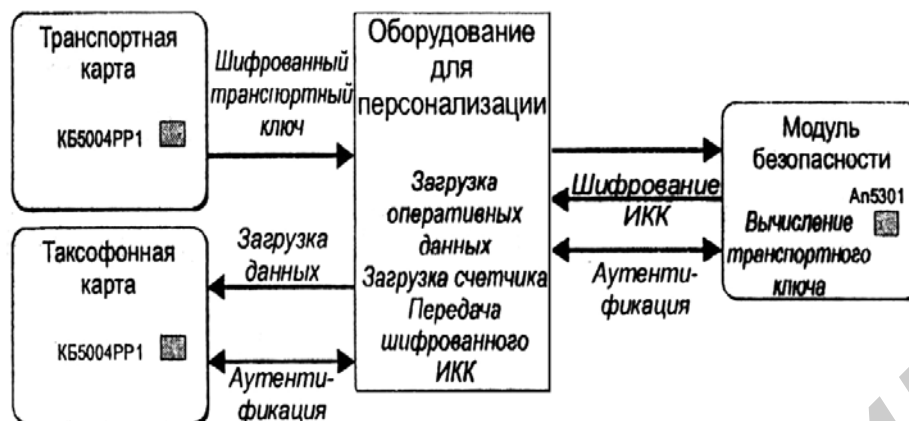 Транспортная
карта
КБ5004РР1
Шифрованный
транспортный
ключ
Оборудование
для
персонализации
Загрузка
оперативных
данных
Загрузка счетчика
Передача
шифрованного
ИКК
Модуль
безопасности
Ап5301
Вычисление
транспортного
ключа
Шифрование
ИКК
Аутенти-
фикация
Таксофонная
карта
КБ5004РР1
Загрузка
данных
Аутенти-
фикация